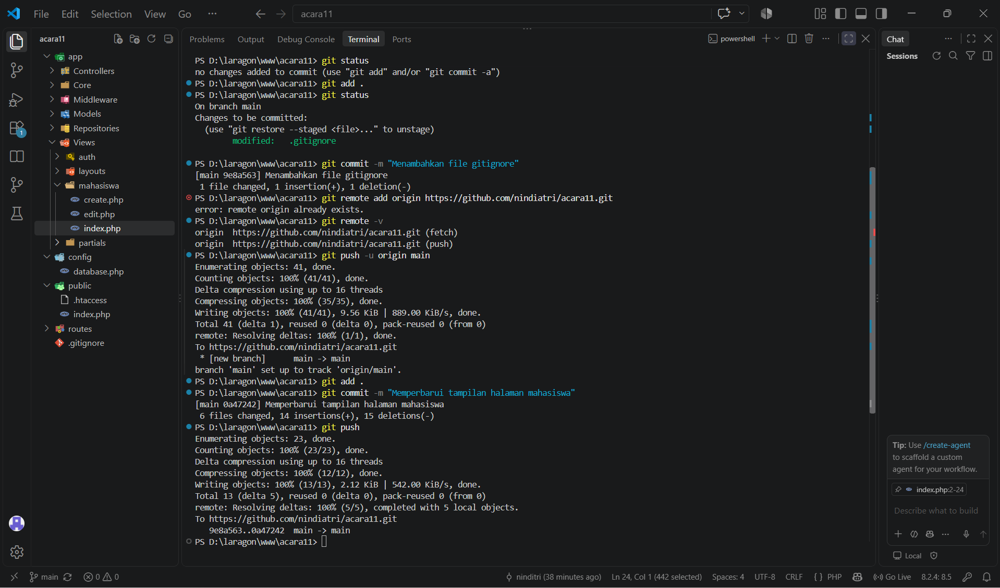 File Edit Selection View Go ···
acara11
acara11
app
Controllers
Core
Middleware
Models
Repositories
Views
auth
layouts
mahasiswa
create.php
edit.php
index.php
partials
config
database.php
public
.htaccess
index.php
routes
.gitignore
1
Problems Output Debug Console Terminal Ports
powershell
PS D:\laragon\www\acara11> git status
no changes added to commit (use "git add" and/or "git commit -a")
PS D:\laragon\www\acara11> git add .
PS D:\laragon\www\acara11> git status
On branch main
Changes to be committed:
  (use "git restore --staged <file>..." to unstage)
        modified:   .gitignore
PS D:\laragon\www\acara11> git commit -m "Menambahkan file gitignore"
[main 9e8a563] Menambahkan file gitignore
 1 file changed, 1 insertion(+), 1 deletion(-)
PS D:\laragon\www\acara11> git remote add origin https://github.com/nindiatri/acara11.git
error: remote origin already exists.
PS D:\laragon\www\acara11> git remote -v
origin  https://github.com/nindiatri/acara11.git (fetch)
origin  https://github.com/nindiatri/acara11.git (push)
PS D:\laragon\www\acara11> git push -u origin main
Enumerating objects: 41, done.
Counting objects: 100% (41/41), done.
Delta compression using up to 16 threads
Compressing objects: 100% (35/35), done.
Writing objects: 100% (41/41), 9.56 KiB | 889.00 KiB/s, done.
Total 41 (delta 1), reused 0 (delta 0), pack-reused 0 (from 0)
remote: Resolving deltas: 100% (1/1), done.
To https://github.com/nindiatri/acara11.git
 * [new branch]      main -> main
branch 'main' set up to track 'origin/main'.
PS D:\laragon\www\acara11> git add .
PS D:\laragon\www\acara11> git commit -m "Memperbarui tampilan halaman mahasiswa"
[main 0a47242] Memperbarui tampilan halaman mahasiswa
 6 files changed, 14 insertions(+), 15 deletions(-)
PS D:\laragon\www\acara11> git push
Enumerating objects: 23, done.
Counting objects: 100% (23/23), done.
Delta compression using up to 16 threads
Compressing objects: 100% (12/12), done.
Writing objects: 100% (13/13), 2.12 KiB | 542.00 KiB/s, done.
Total 13 (delta 5), reused 0 (delta 0), pack-reused 0 (from 0)
remote: Resolving deltas: 100% (5/5), completed with 5 local objects.
To https://github.com/nindiatri/acara11.git
   9e8a563..0a47242  main -> main
PS D:\laragon\www\acara11>
Chat
Sessions
Tip: Use /create-agent
to scaffold a custom
agent for your workflow.
index.php:2-24
Describe what to build
Local
main
0 0
ninditri (38 minutes ago) Ln 24, Col 1 (442 selected) Spaces: 4 UTF-8 CRLF { } PHP Go Live 8.2.4: 8.5